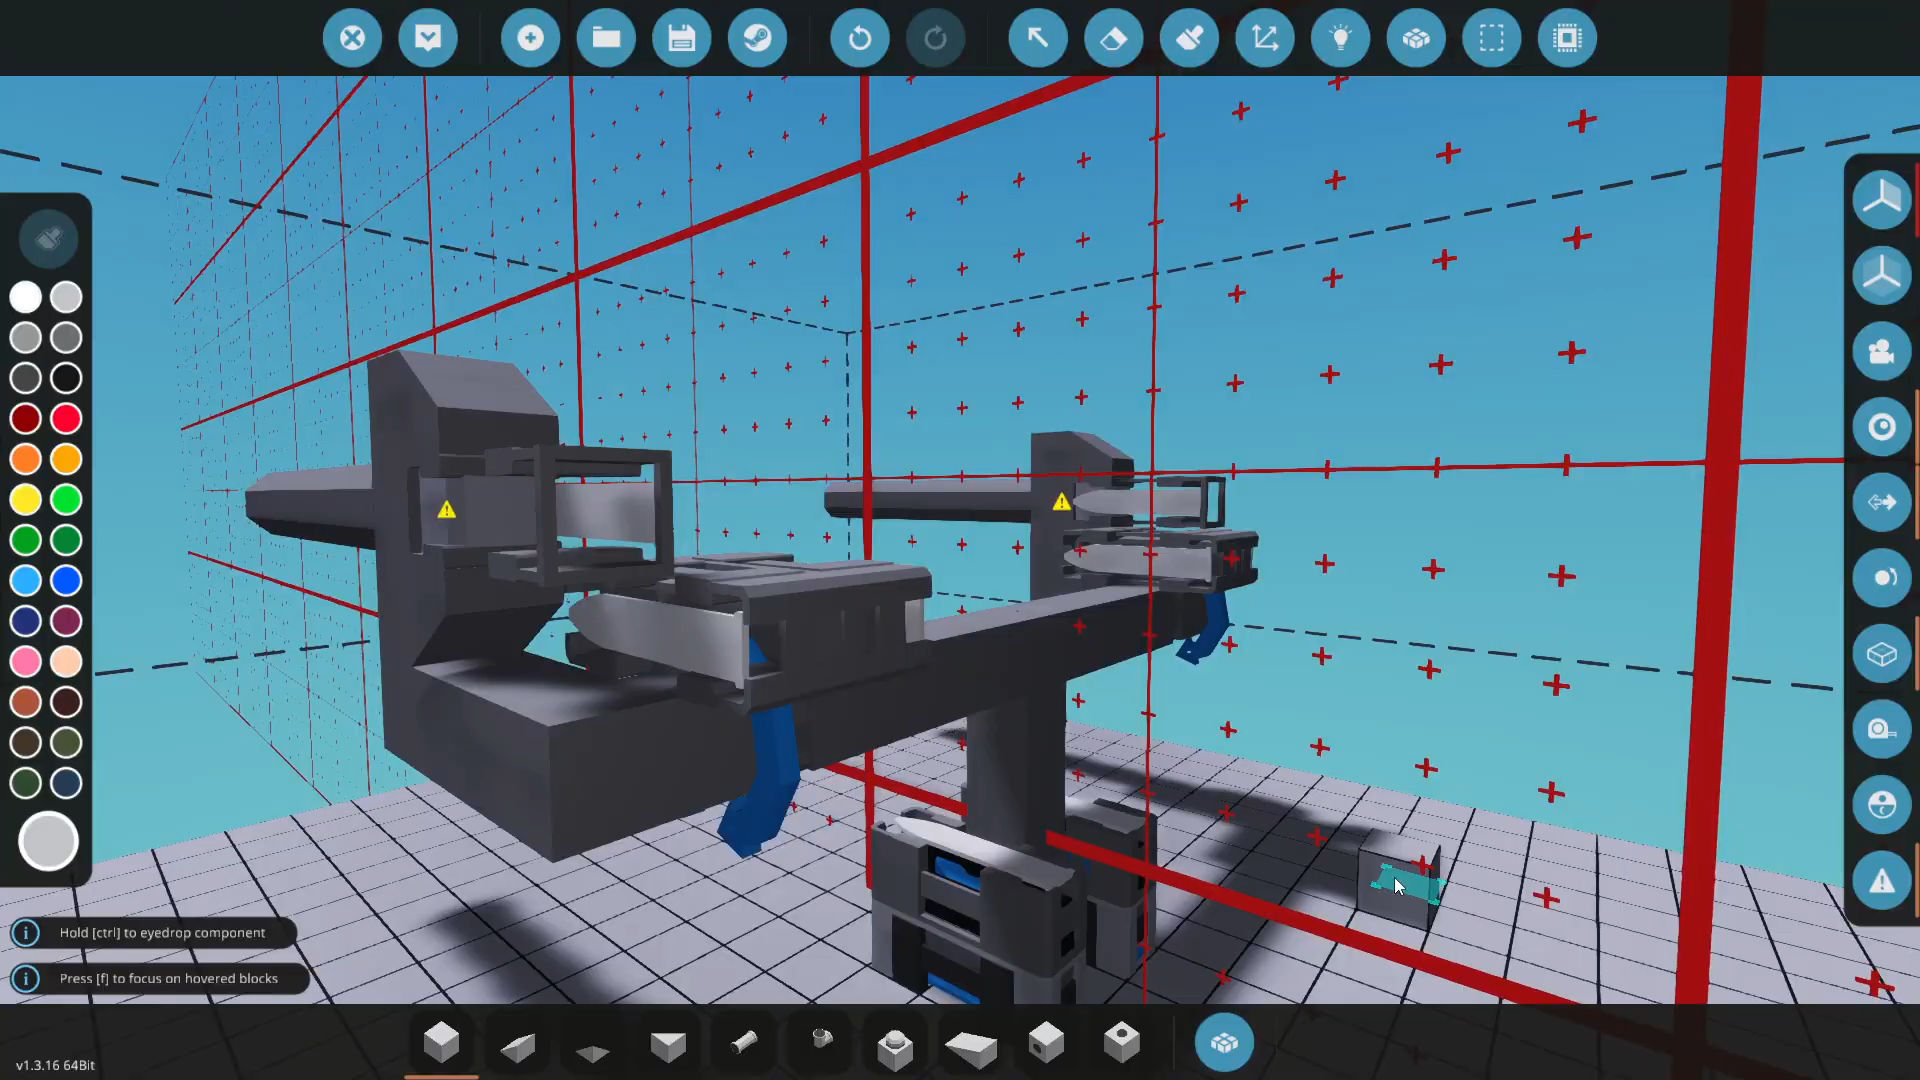 Hold [ctrl] to eyedrop component
Press [f] to focus on hovered blocks
v1.3.16 64Bit